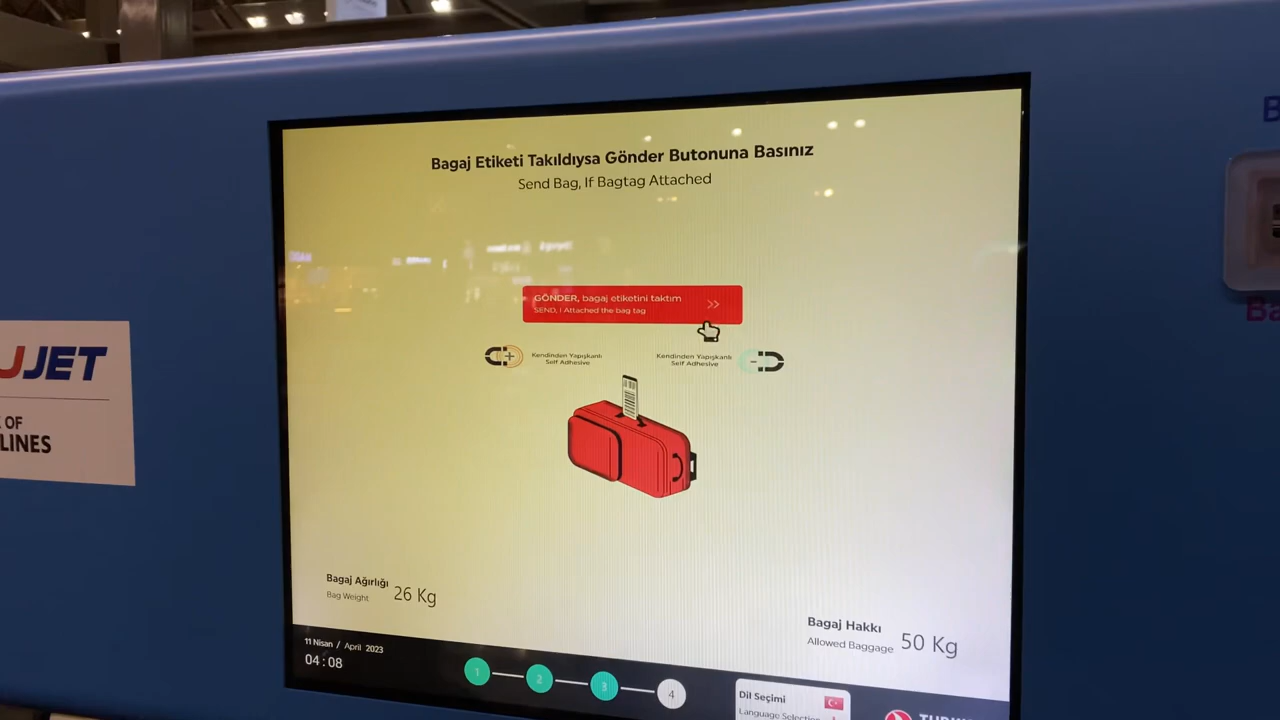 Bagaj Etiketi Takıldıysa Gönder Butonuna Basınız
Send Bag, If Bagtag Attached
GÖNDER, bagaj etiketini taktım
SEND, I Attached the bag tag
Kendinden Yapışkanlı
Self Adhesive
Kendinden Yapışkanlı
Self Adhesive
JET
OF
LINES
Bagaj Ağırlığı
Bag Weight
26 Kg
Bagaj Hakkı
Allowed Baggage
50 Kg
11 Nisan / April 2023
04:08
1
2
3
4
Dil Seçimi
Language Selection